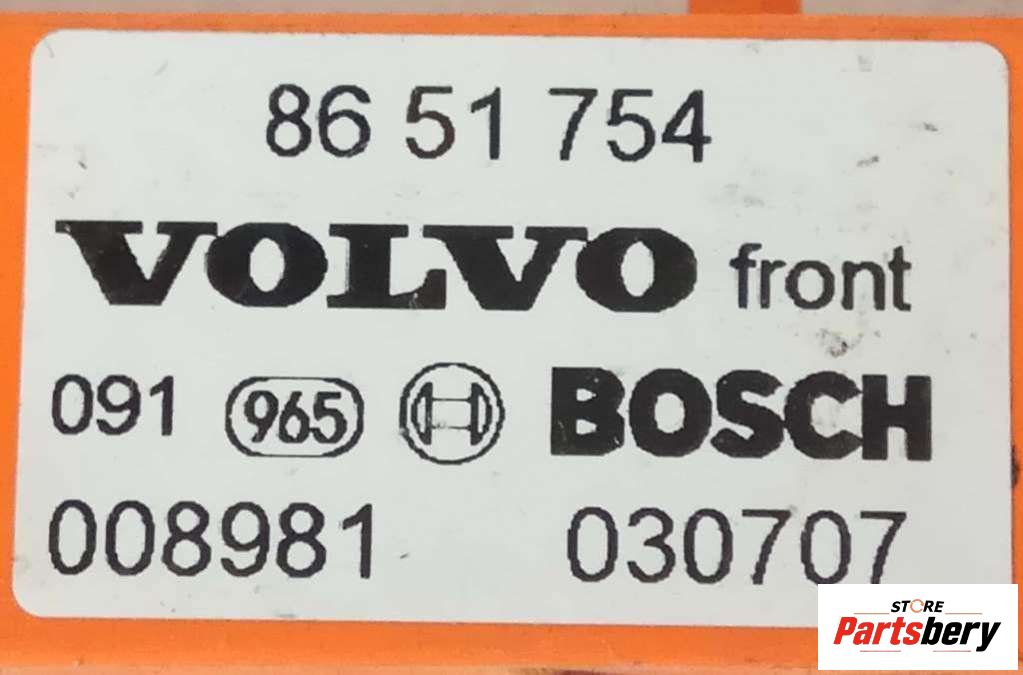 86 51 754
VOLVO front
091 965 BOSCH
008981 030707
STORE
Partsbery